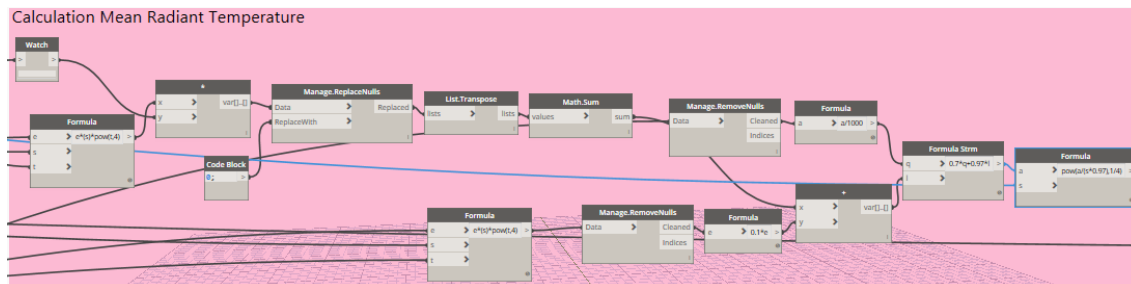 Calculation Mean Radiant Temperature
Watch
> >
*
x > var[]..[]
y >
Manage.ReplaceNulls
Data > Replaced
ReplaceWith >
List.Transpose
lists > lists
Math.Sum
values > sum
Manage.RemoveNulls
Data > Cleaned
Indices
Formula
a > a/1000
Formula
e > e*(s)*pow(t,4)
s >
t >
Code Block
0; >
Formula Strm
q > 0.7*q+0.97*l
l >
Formula
a > pow(a/(s*0.97),1/4)
s >
Formula
e > e*(s)*pow(t,4)
s >
t >
Manage.RemoveNulls
Data > Cleaned
Indices
Formula
e > 0.1*e >
+
x > var[]..[]
y >